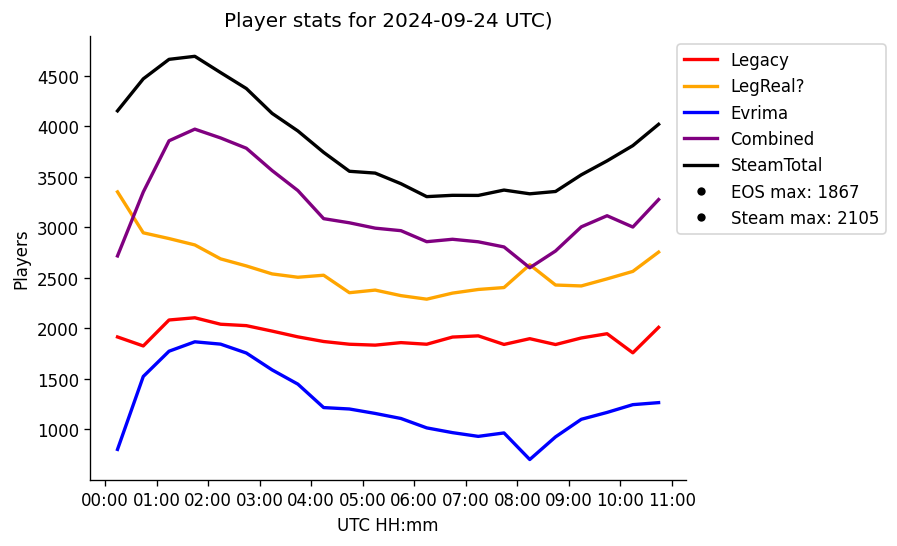 Player stats for 2024-09-24 UTC)
Legacy
LegReal?
Evrima
Combined
SteamTotal
EOS max: 1867
Steam max: 2105
Players
4500
4000
3500
3000
2500
2000
1500
1000
00:00 01:00 02:00 03:00 04:00 05:00 06:00 07:00 08:00 09:00 10:00 11:00
UTC HH:mm